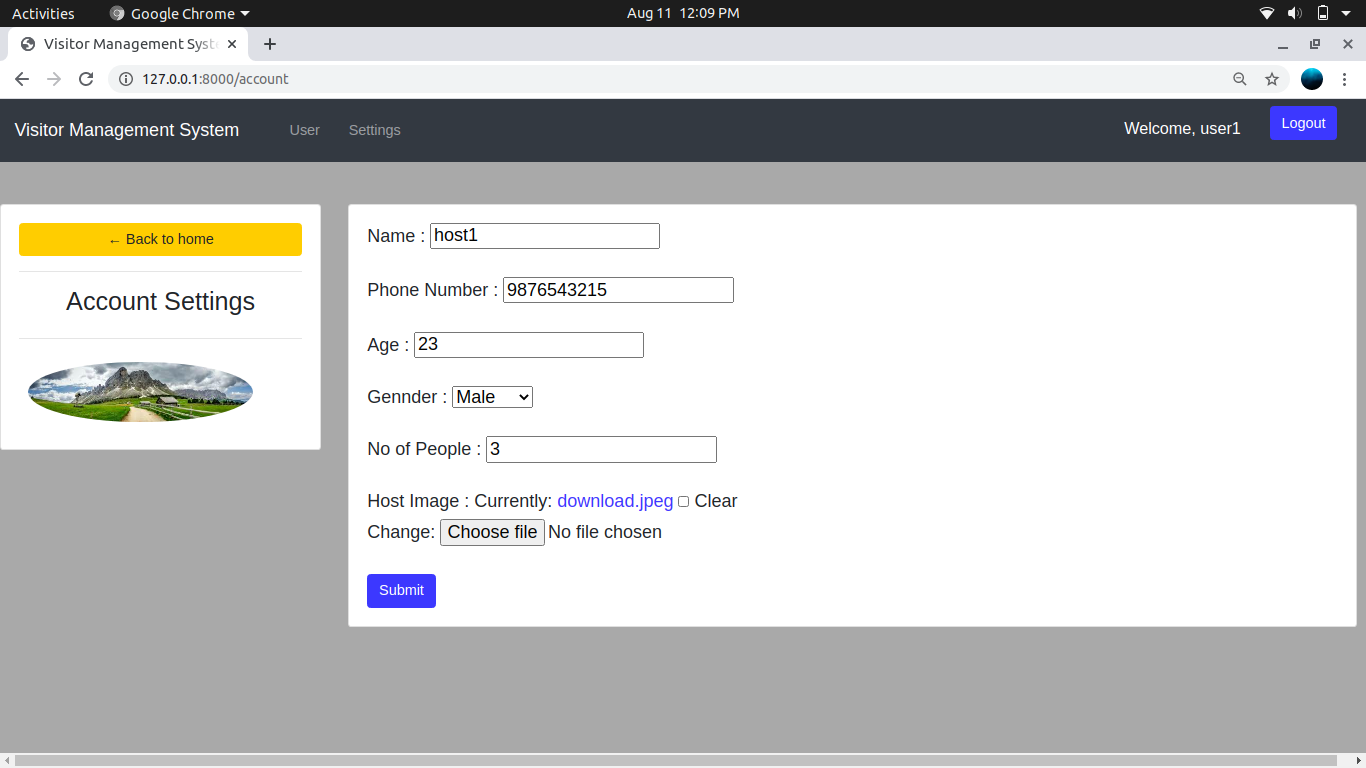 Activities Google Chrome Aug 11 12:09 PM
Visitor Management Syst
127.0.0.1:8000/account
Visitor Management System User Settings Welcome, user1 Logout
← Back to home
Account Settings
Name : host1
Phone Number : 9876543215
Age : 23
Gennder : Male
No of People : 3
Host Image : Currently: download.jpeg Clear
Change: Choose file No file chosen
Submit